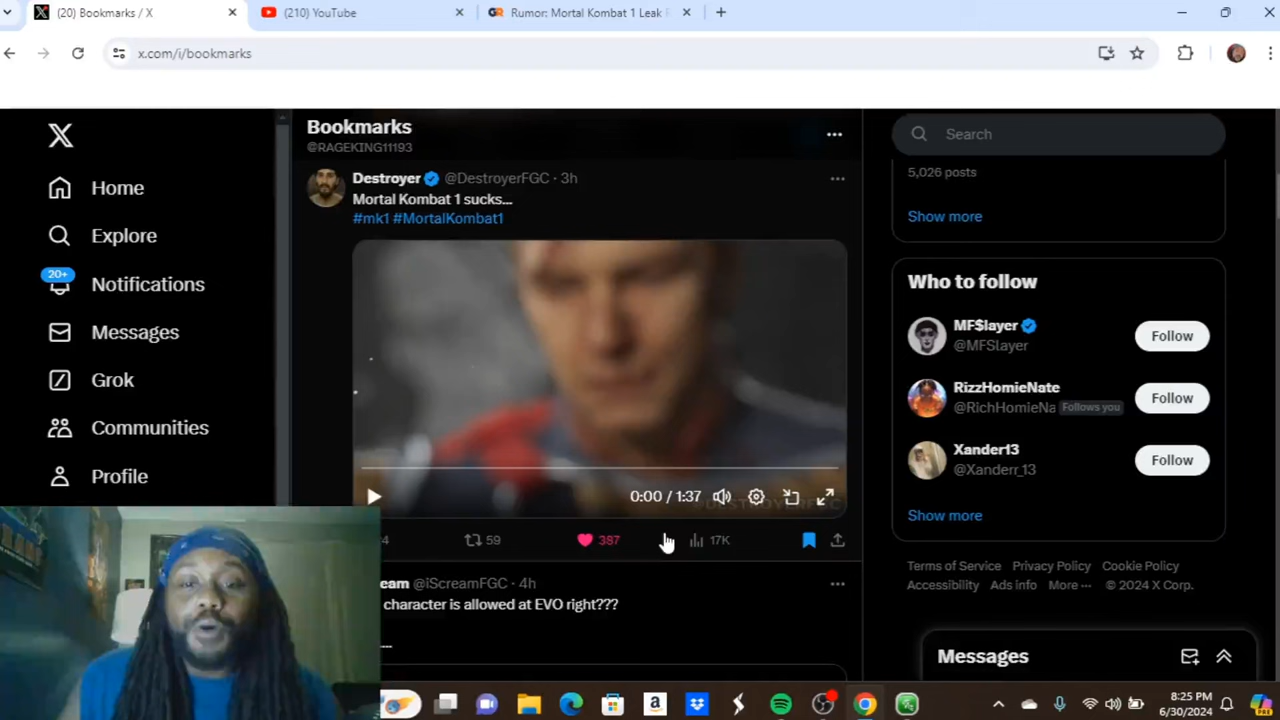 (20) Bookmarks / X
(210) YouTube
Rumor: Mortal Kombat 1 Leak
x.com/i/bookmarks
Home
Explore
20+
Notifications
Messages
Grok
Communities
Profile
Bookmarks
@RAGEKING11193
Destroyer @DestroyerFGC · 3h
Mortal Kombat 1 sucks...
#mk1 #MortalKombat1
0:00 / 1:37
@DESTROYERFGC
59
387
17K
@iScreamFGC · 4h
character is allowed at EVO right???
Search
5,026 posts
Show more
Who to follow
MF$layer
@MFSlayer
Follow
RizzHomieNate
@RichHomieNa Follows you
Follow
Xander13
@Xanderr_13
Follow
Show more
Terms of Service Privacy Policy Cookie Policy
Accessibility Ads info More ··· © 2024 X Corp.
Messages
8:25 PM
6/30/2024